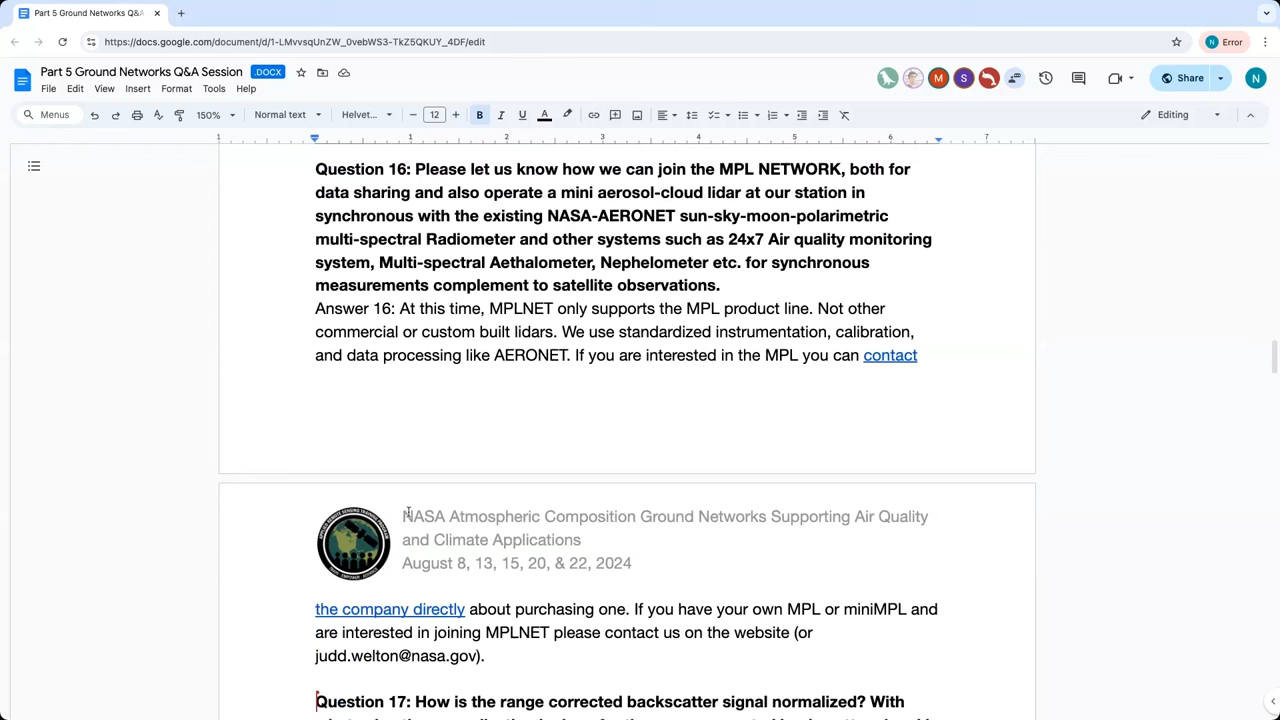 Part 5 Ground Networks Q&A
https://docs.google.com/document/d/1-LMvvsqUnZW_0vebWS3-TkZ5QKUY_4DF/edit
Error
Part 5 Ground Networks Q&A Session .DOCX
M S
Share
N
File Edit View Insert Format Tools Help
Menus 150% Normal text Helvet... 12 B I U A Editing
1 1 2 3 4 5 6 7
Question 16: Please let us know how we can join the MPL NETWORK, both for
data sharing and also operate a mini aerosol-cloud lidar at our station in
synchronous with the existing NASA-AERONET sun-sky-moon-polarimetric
multi-spectral Radiometer and other systems such as 24x7 Air quality monitoring
system, Multi-spectral Aethalometer, Nephelometer etc. for synchronous
measurements complement to satellite observations.
Answer 16: At this time, MPLNET only supports the MPL product line. Not other
commercial or custom built lidars. We use standardized instrumentation, calibration,
and data processing like AERONET. If you are interested in the MPL you can contact
NASA Atmospheric Composition Ground Networks Supporting Air Quality
and Climate Applications
August 8, 13, 15, 20, & 22, 2024
the company directly about purchasing one. If you have your own MPL or miniMPL and
are interested in joining MPLNET please contact us on the website (or
judd.welton@nasa.gov).
Question 17: How is the range corrected backscatter signal normalized? With